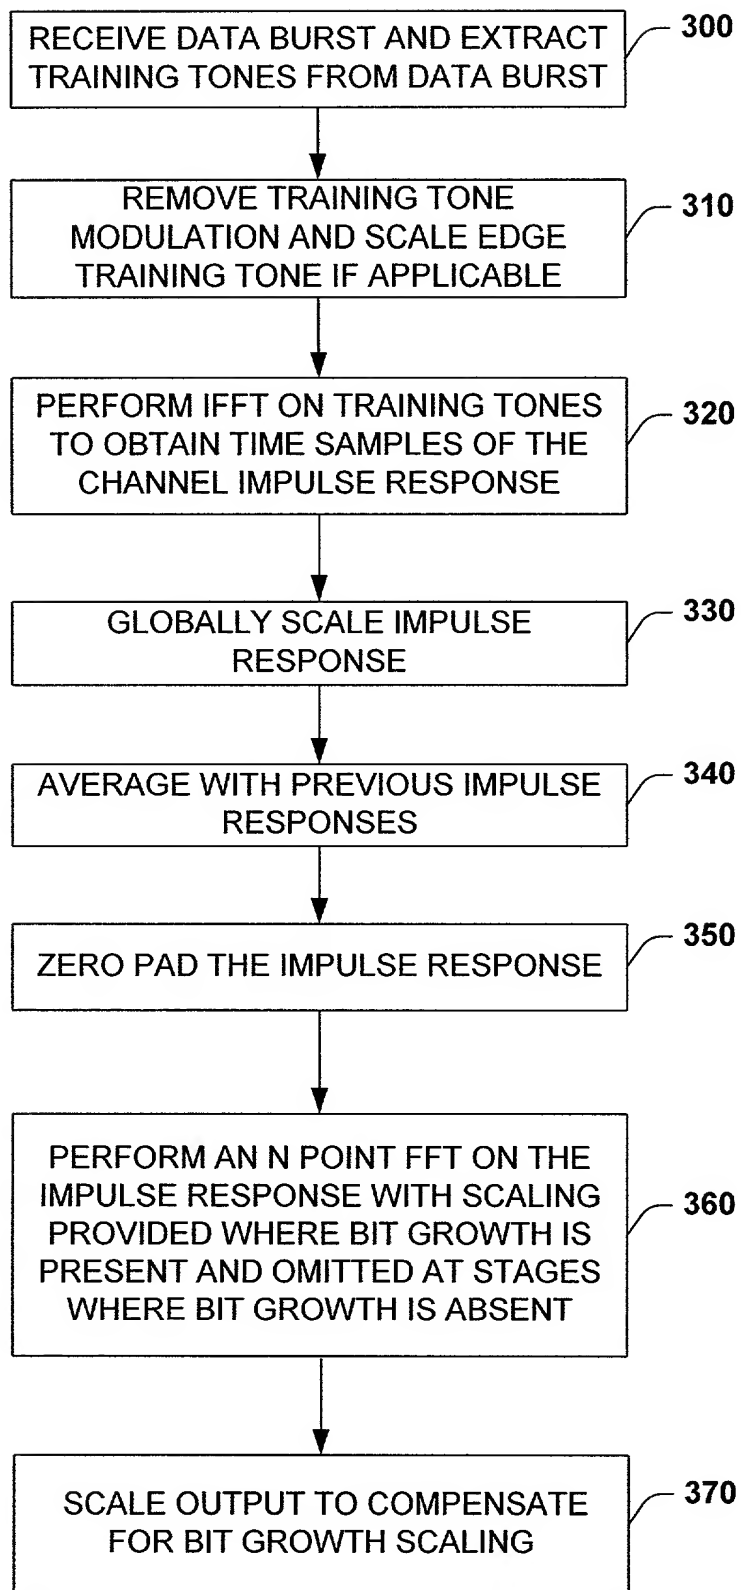 RECEIVE DATA BURST AND EXTRACT
TRAINING TONES FROM DATA BURST
300
REMOVE TRAINING TONE
MODULATION AND SCALE EDGE
TRAINING TONE IF APPLICABLE
310
PERFORM IFFT ON TRAINING TONES
TO OBTAIN TIME SAMPLES OF THE
CHANNEL IMPULSE RESPONSE
320
GLOBALLY SCALE IMPULSE
RESPONSE
330
AVERAGE WITH PREVIOUS IMPULSE
RESPONSES
340
ZERO PAD THE IMPULSE RESPONSE
350
PERFORM AN N POINT FFT ON THE
IMPULSE RESPONSE WITH SCALING
PROVIDED WHERE BIT GROWTH IS
PRESENT AND OMITTED AT STAGES
WHERE BIT GROWTH IS ABSENT
360
SCALE OUTPUT TO COMPENSATE
FOR BIT GROWTH SCALING
370